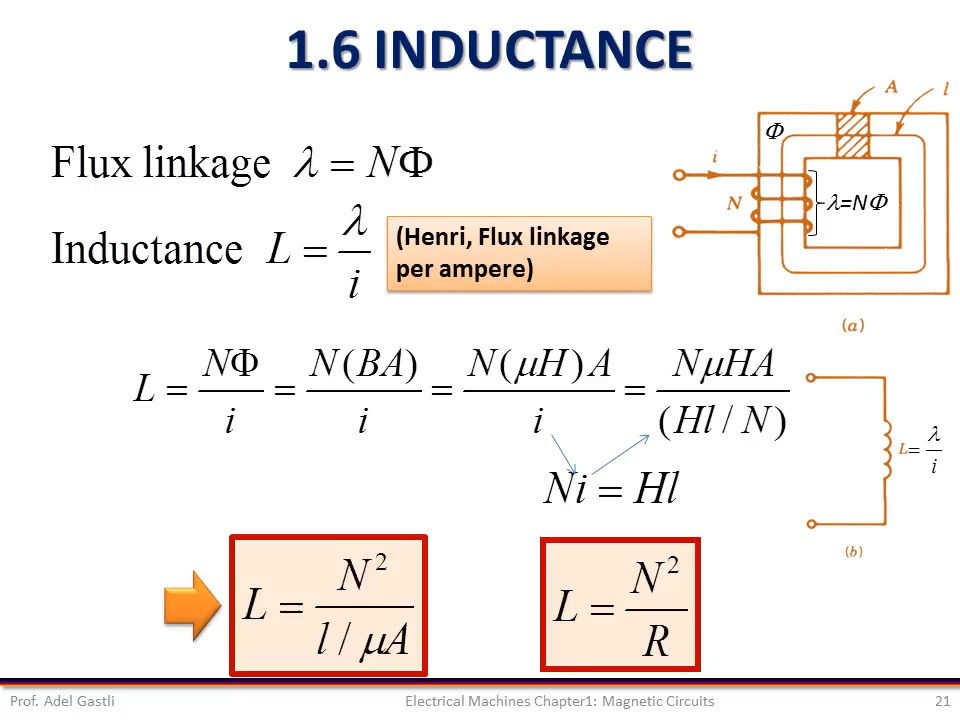 1.6 INDUCTANCE
Flux linkage λ = NΦ
Inductance L = λ / i
(Henri, Flux linkage
per ampere)
A
l
Φ
i
N
λ=NΦ
(a)
L = NΦ / i = N(BA) / i = N(μH)A / i = NμHA / (Hl / N)
Ni = Hl
L= λ / i
(b)
L = N² / (l / μA)
L = N² / R
Prof. Adel Gastli
Electrical Machines Chapter1: Magnetic Circuits
21